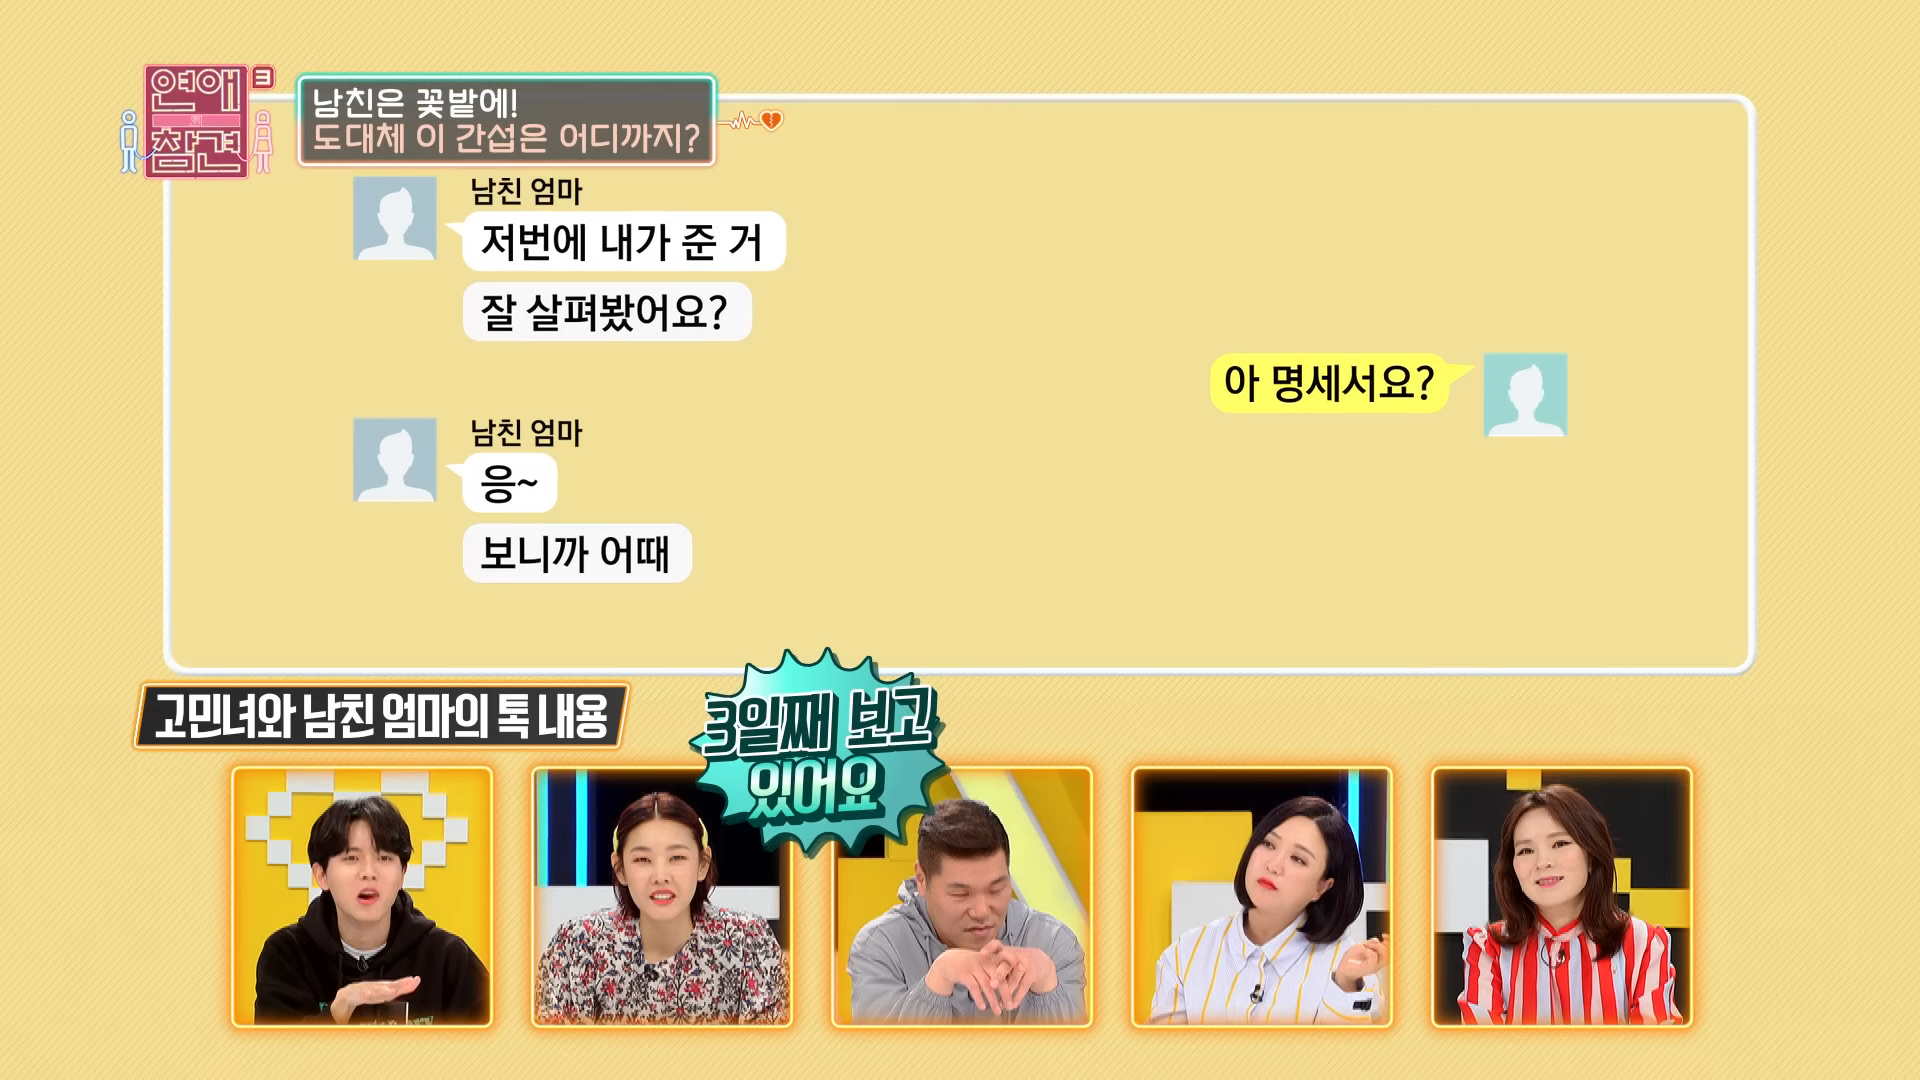 연애의
참견
3
남친은 꽃밭에!
도대체 이 간섭은 어디까지?
남친 엄마
저번에 내가 준 거
잘 살펴봤어요?
아 명세서요?
남친 엄마
응~
보니까 어때
고민녀와 남친 엄마의 톡 내용
3일째 보고
있어요